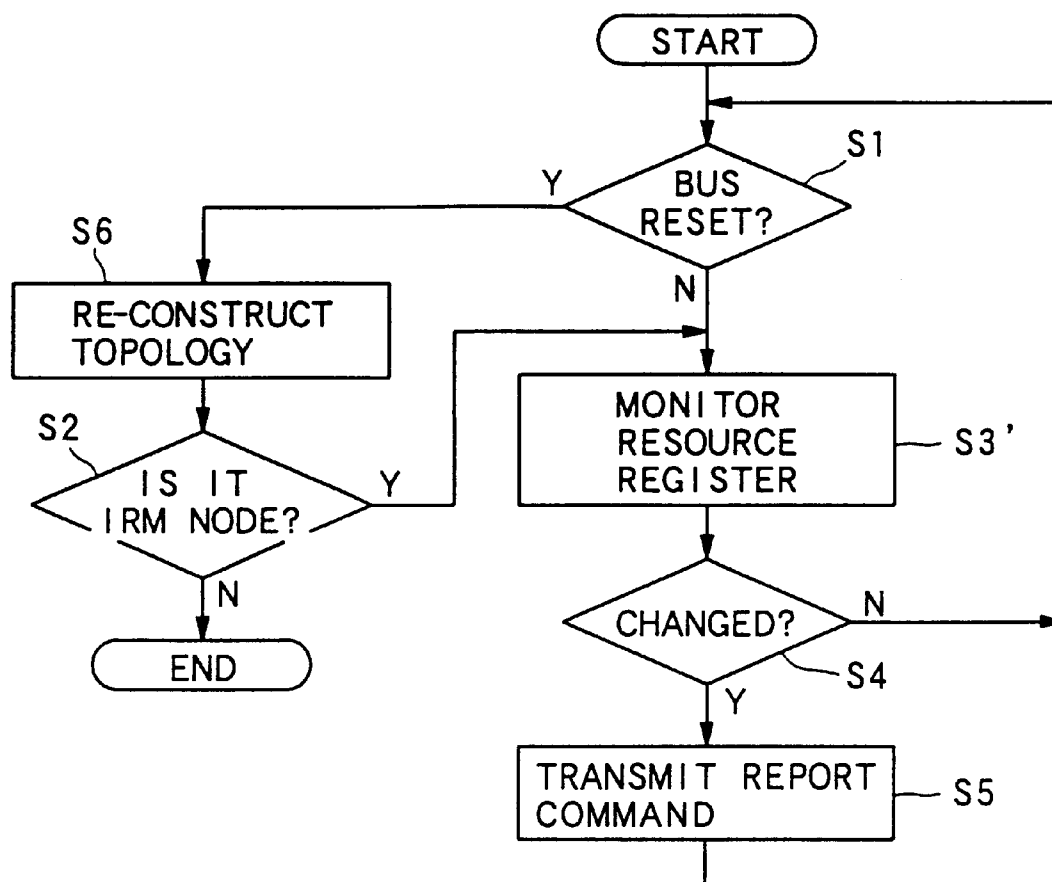 START
S1
Y
BUS
RESET?
N
S6
RE-CONSTRUCT
TOPOLOGY
S2
IS IT
IRM NODE?
Y
N
END
MONITOR
RESOURCE
REGISTER
S3'
CHANGED?
N
S4
Y
TRANSMIT REPORT
COMMAND
S5